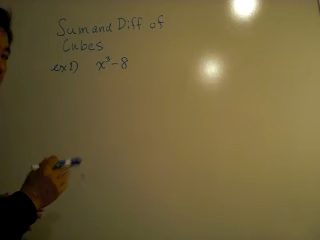 Sum and Diff of
Cubes
ex1) x³-8